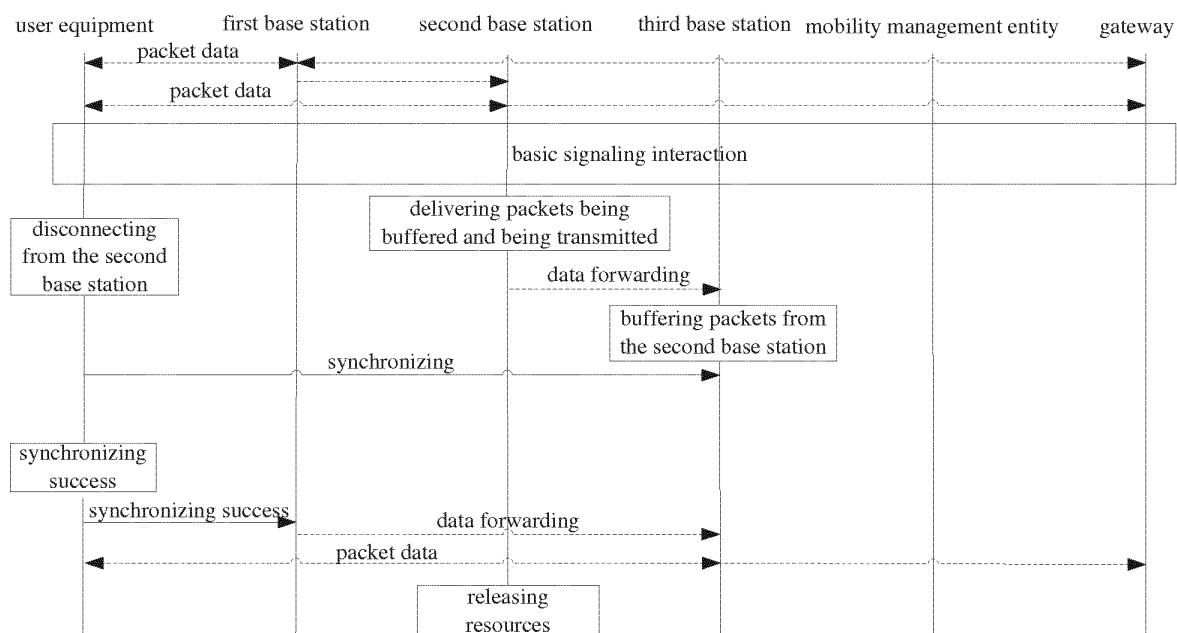 user equipment
first base station
second base station
third base station
mobility management entity
gateway
packet data
packet data
basic signaling interaction
disconnecting
from the second
base station
delivering packets being
buffered and being transmitted
data forwarding
buffering packets from
the second base station
synchronizing
synchronizing
success
synchronizing success
data forwarding
packet data
releasing
resources